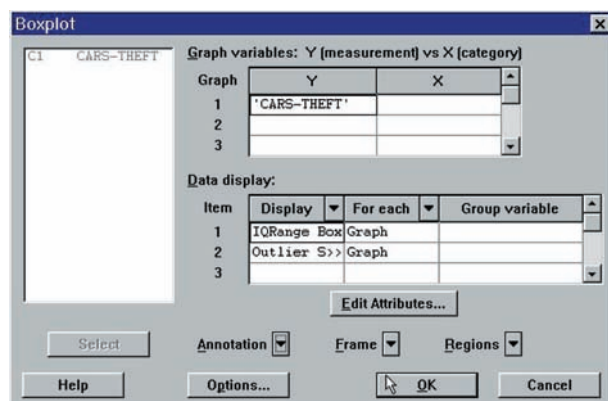 Boxplot
C1 CARS-THEFT
Graph variables: Y (measurement) vs X (category)
Graph Y X
1 'CARS-THEFT'
2
3
Data display:
Item Display For each Group variable
1 IQRange Box Graph
2 Outlier S>> Graph
3
Edit Attributes...
Select Annotation Frame Regions
Help Options... OK Cancel